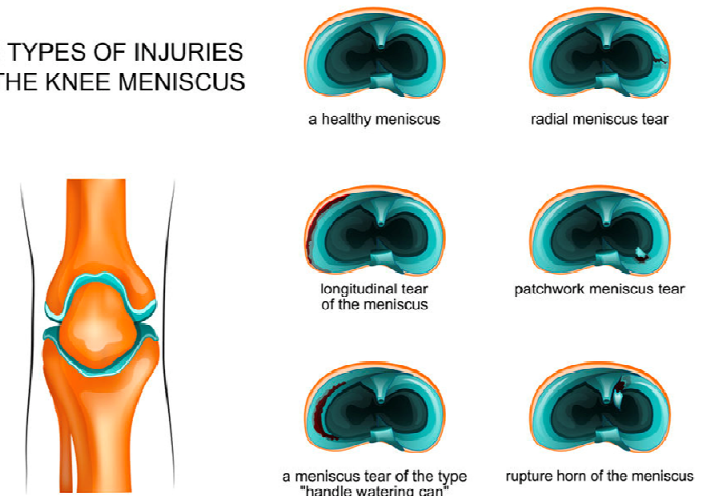 TYPES OF INJURIES
THE KNEE MENISCUS
a healthy meniscus
radial meniscus tear
longitudinal tear
of the meniscus
patchwork meniscus tear
a meniscus tear of the type
"handle watering can"
rupture horn of the meniscus